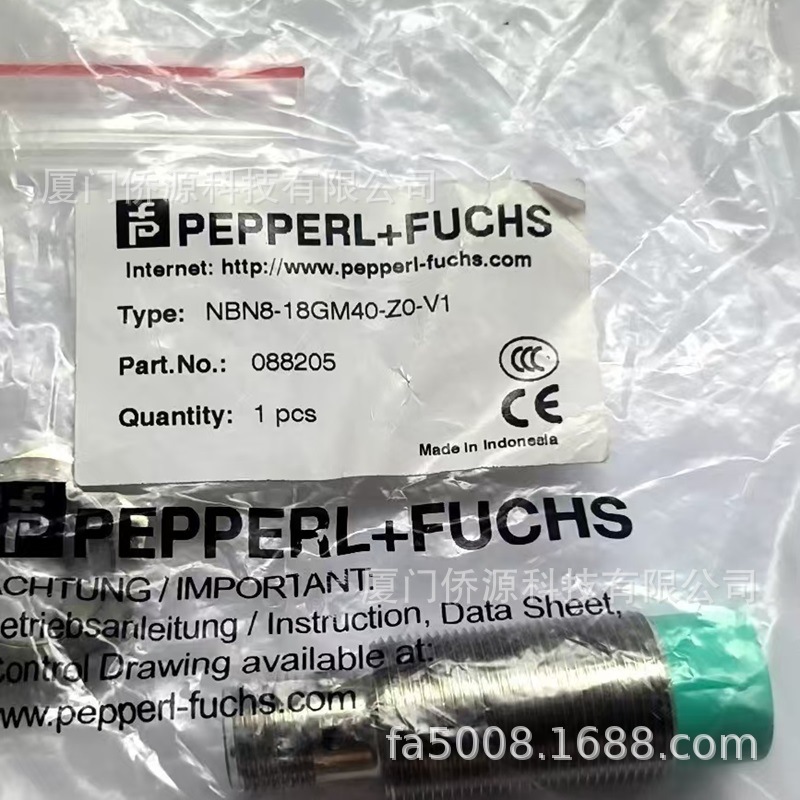 厦门侨源科技有限公司
PEPPERL+FUCHS
Internet: http://www.pepperl-fuchs.com
Type: NBN8-18GM40-Z0-V1
Part.No.: 088205
CCC
Quantity: 1 pcs
CE
Made in Indonesia
PEPPERL+FUCHS
ACHTUNG / IMPORTANT
厦门侨源科技有限公司
Betriebsanleitung / Instruction, Data Sheet,
Control Drawing available at:
www.pepperl-fuchs.com
fa5008.1688.com